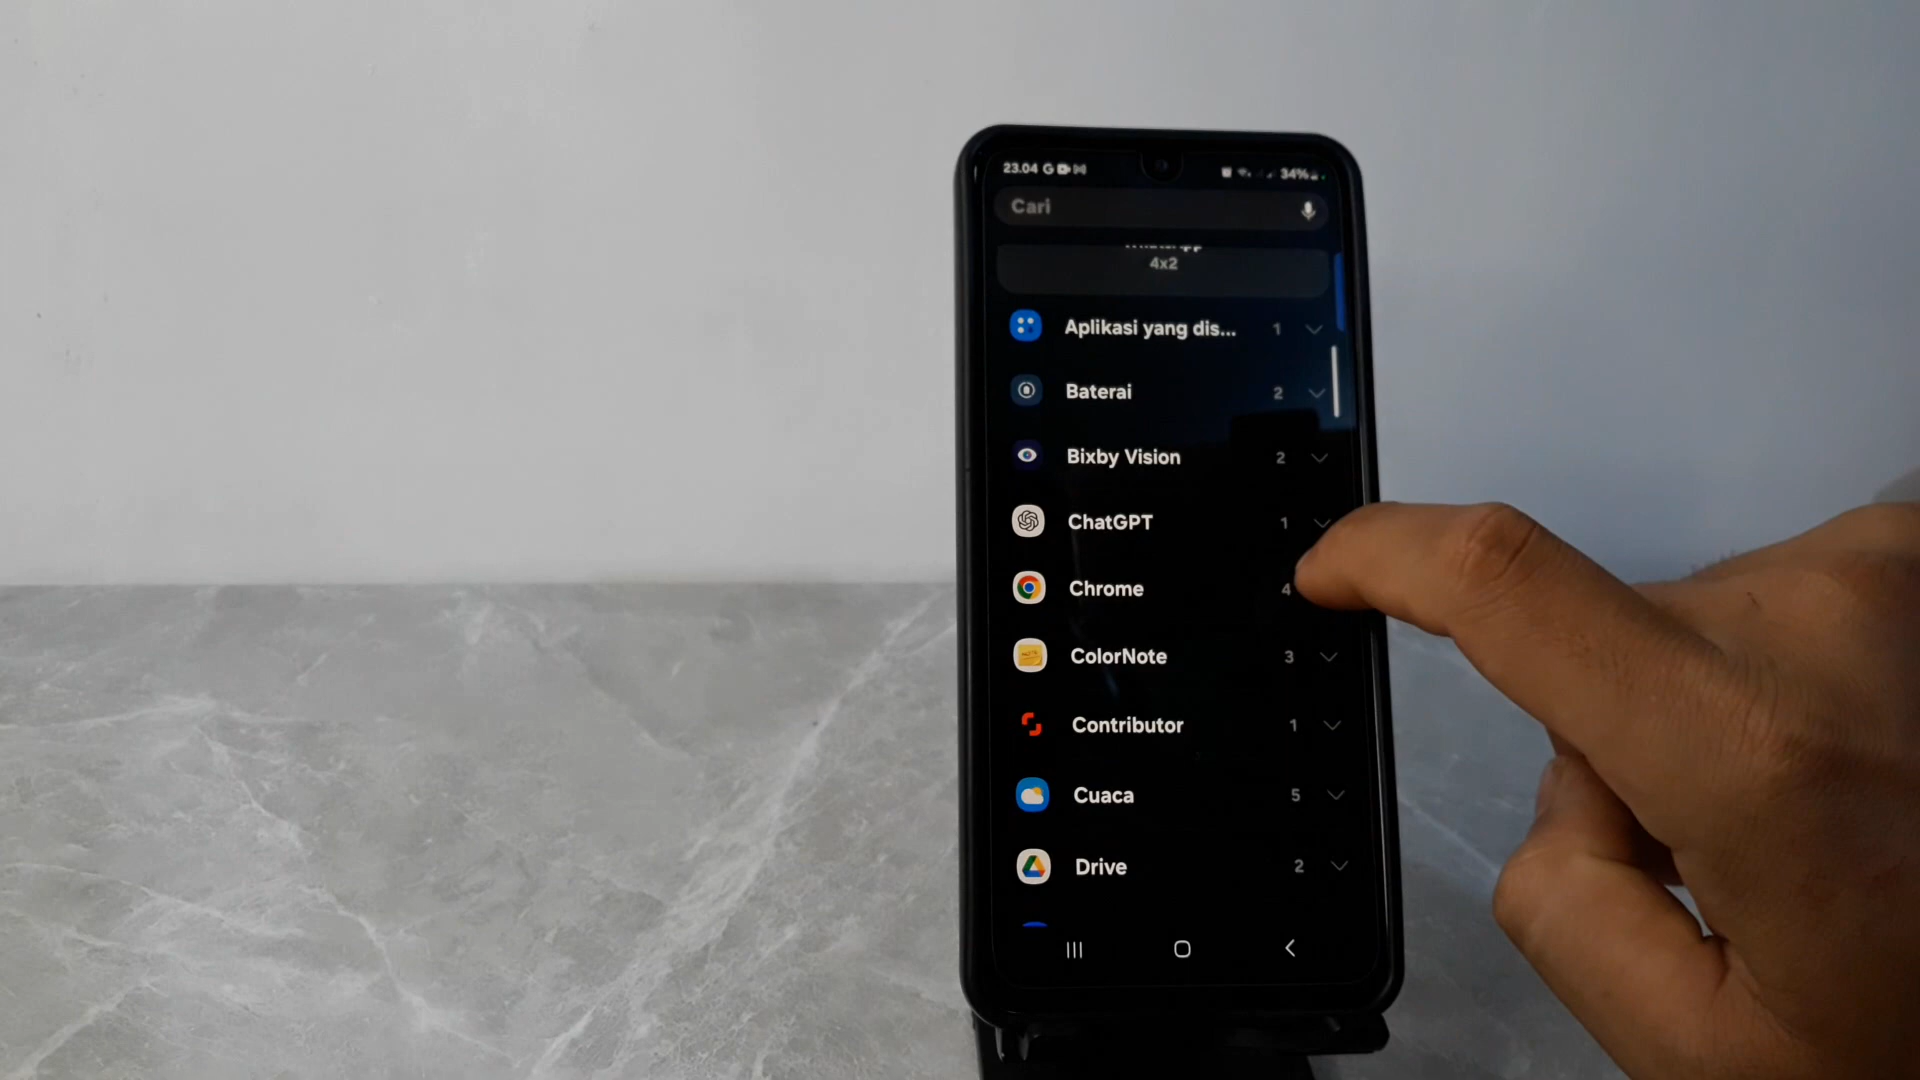 23.04 G
34%
Cari
4x2
Aplikasi yang dis... 1
Baterai 2
Bixby Vision 2
ChatGPT 1
Chrome 4
ColorNote 3
Contributor 1
Cuaca 5
Drive 2